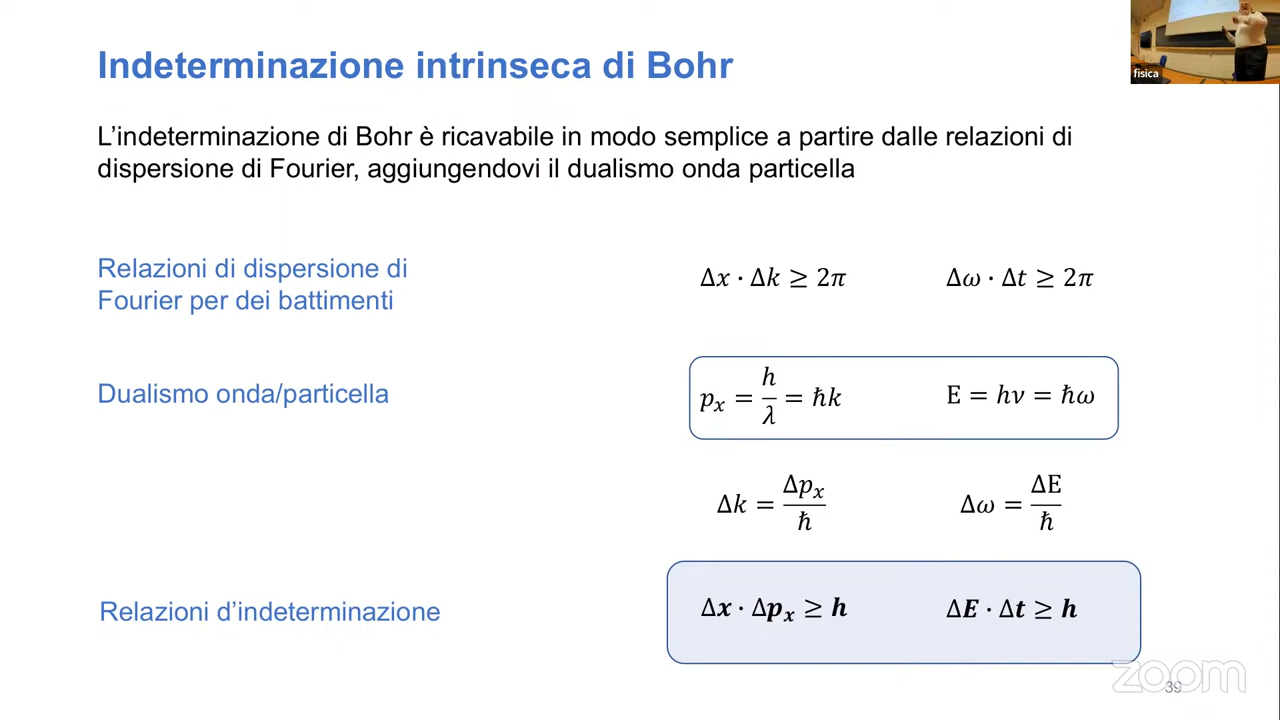 Indeterminazione intrinseca di Bohr
fisica
L'indeterminazione di Bohr è ricavabile in modo semplice a partire dalle relazioni di
dispersione di Fourier, aggiungendovi il dualismo onda particella
Relazioni di dispersione di
Fourier per dei battimenti
Δx · Δk ≥ 2π
Δω · Δt ≥ 2π
Dualismo onda/particella
pₓ = h/λ = ħk
E = hν = ħω
Δk = Δpₓ/ħ
Δω = ΔE/ħ
Relazioni d'indeterminazione
Δx · Δpₓ ≥ h
ΔE · Δt ≥ h
zoom
39